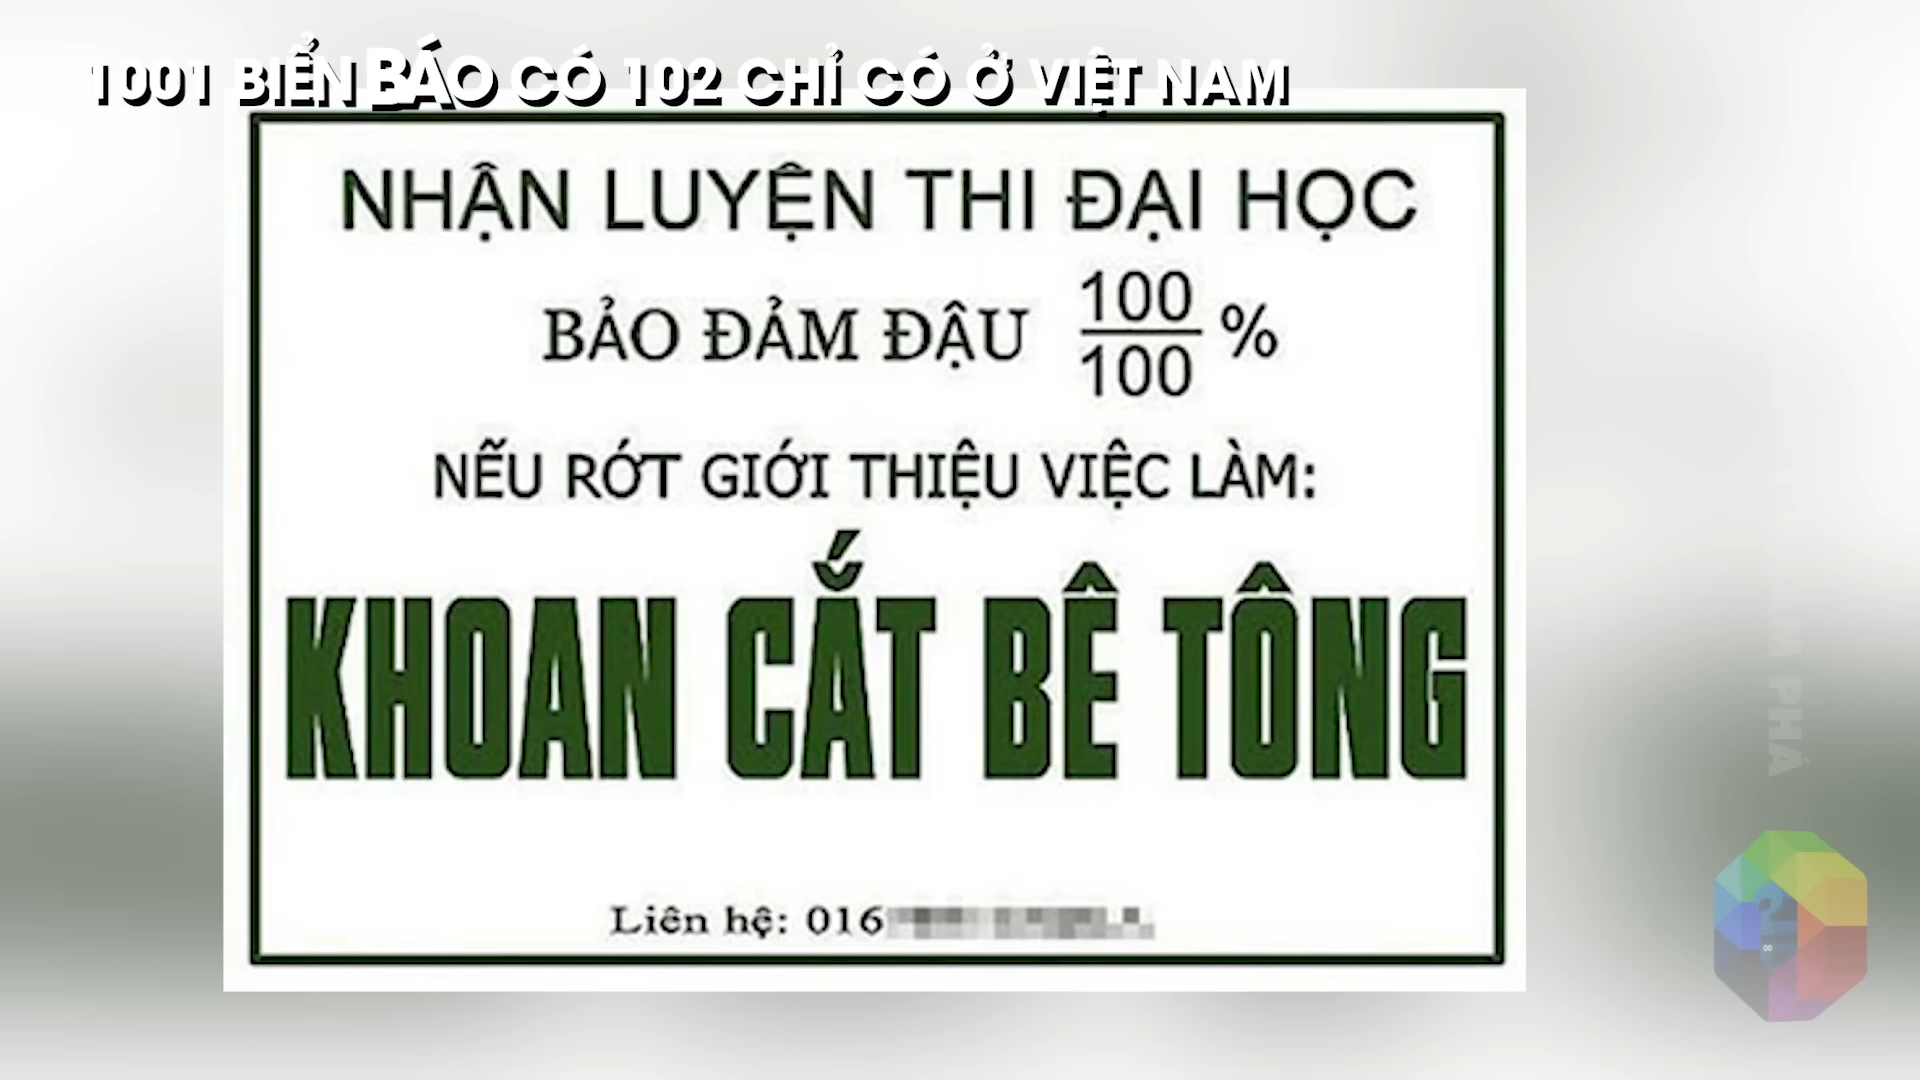 1001 BIỂN BÁO CÓ 102 CHỈ CÓ Ở VIỆT NAM
NHẬN LUYỆN THI ĐẠI HỌC
BẢO ĐẢM ĐẬU 100/100 %
NẾU RỚT GIỚI THIỆU VIỆC LÀM:
KHOAN CẮT BÊ TÔNG
Liên hệ: 016
PHÁ